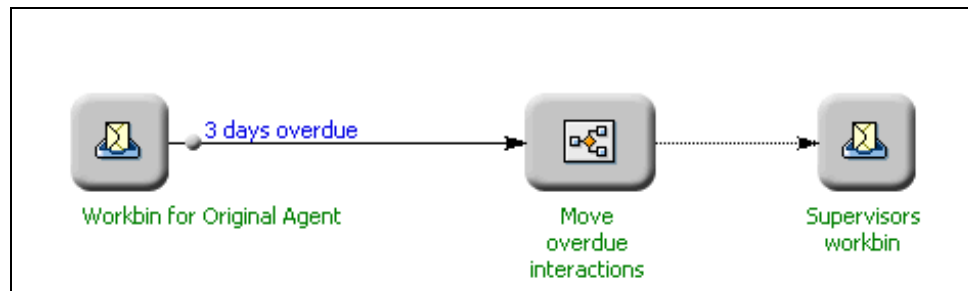 3 days overdue
Workbin for Original Agent
Move
overdue
interactions
Supervisors
workbin